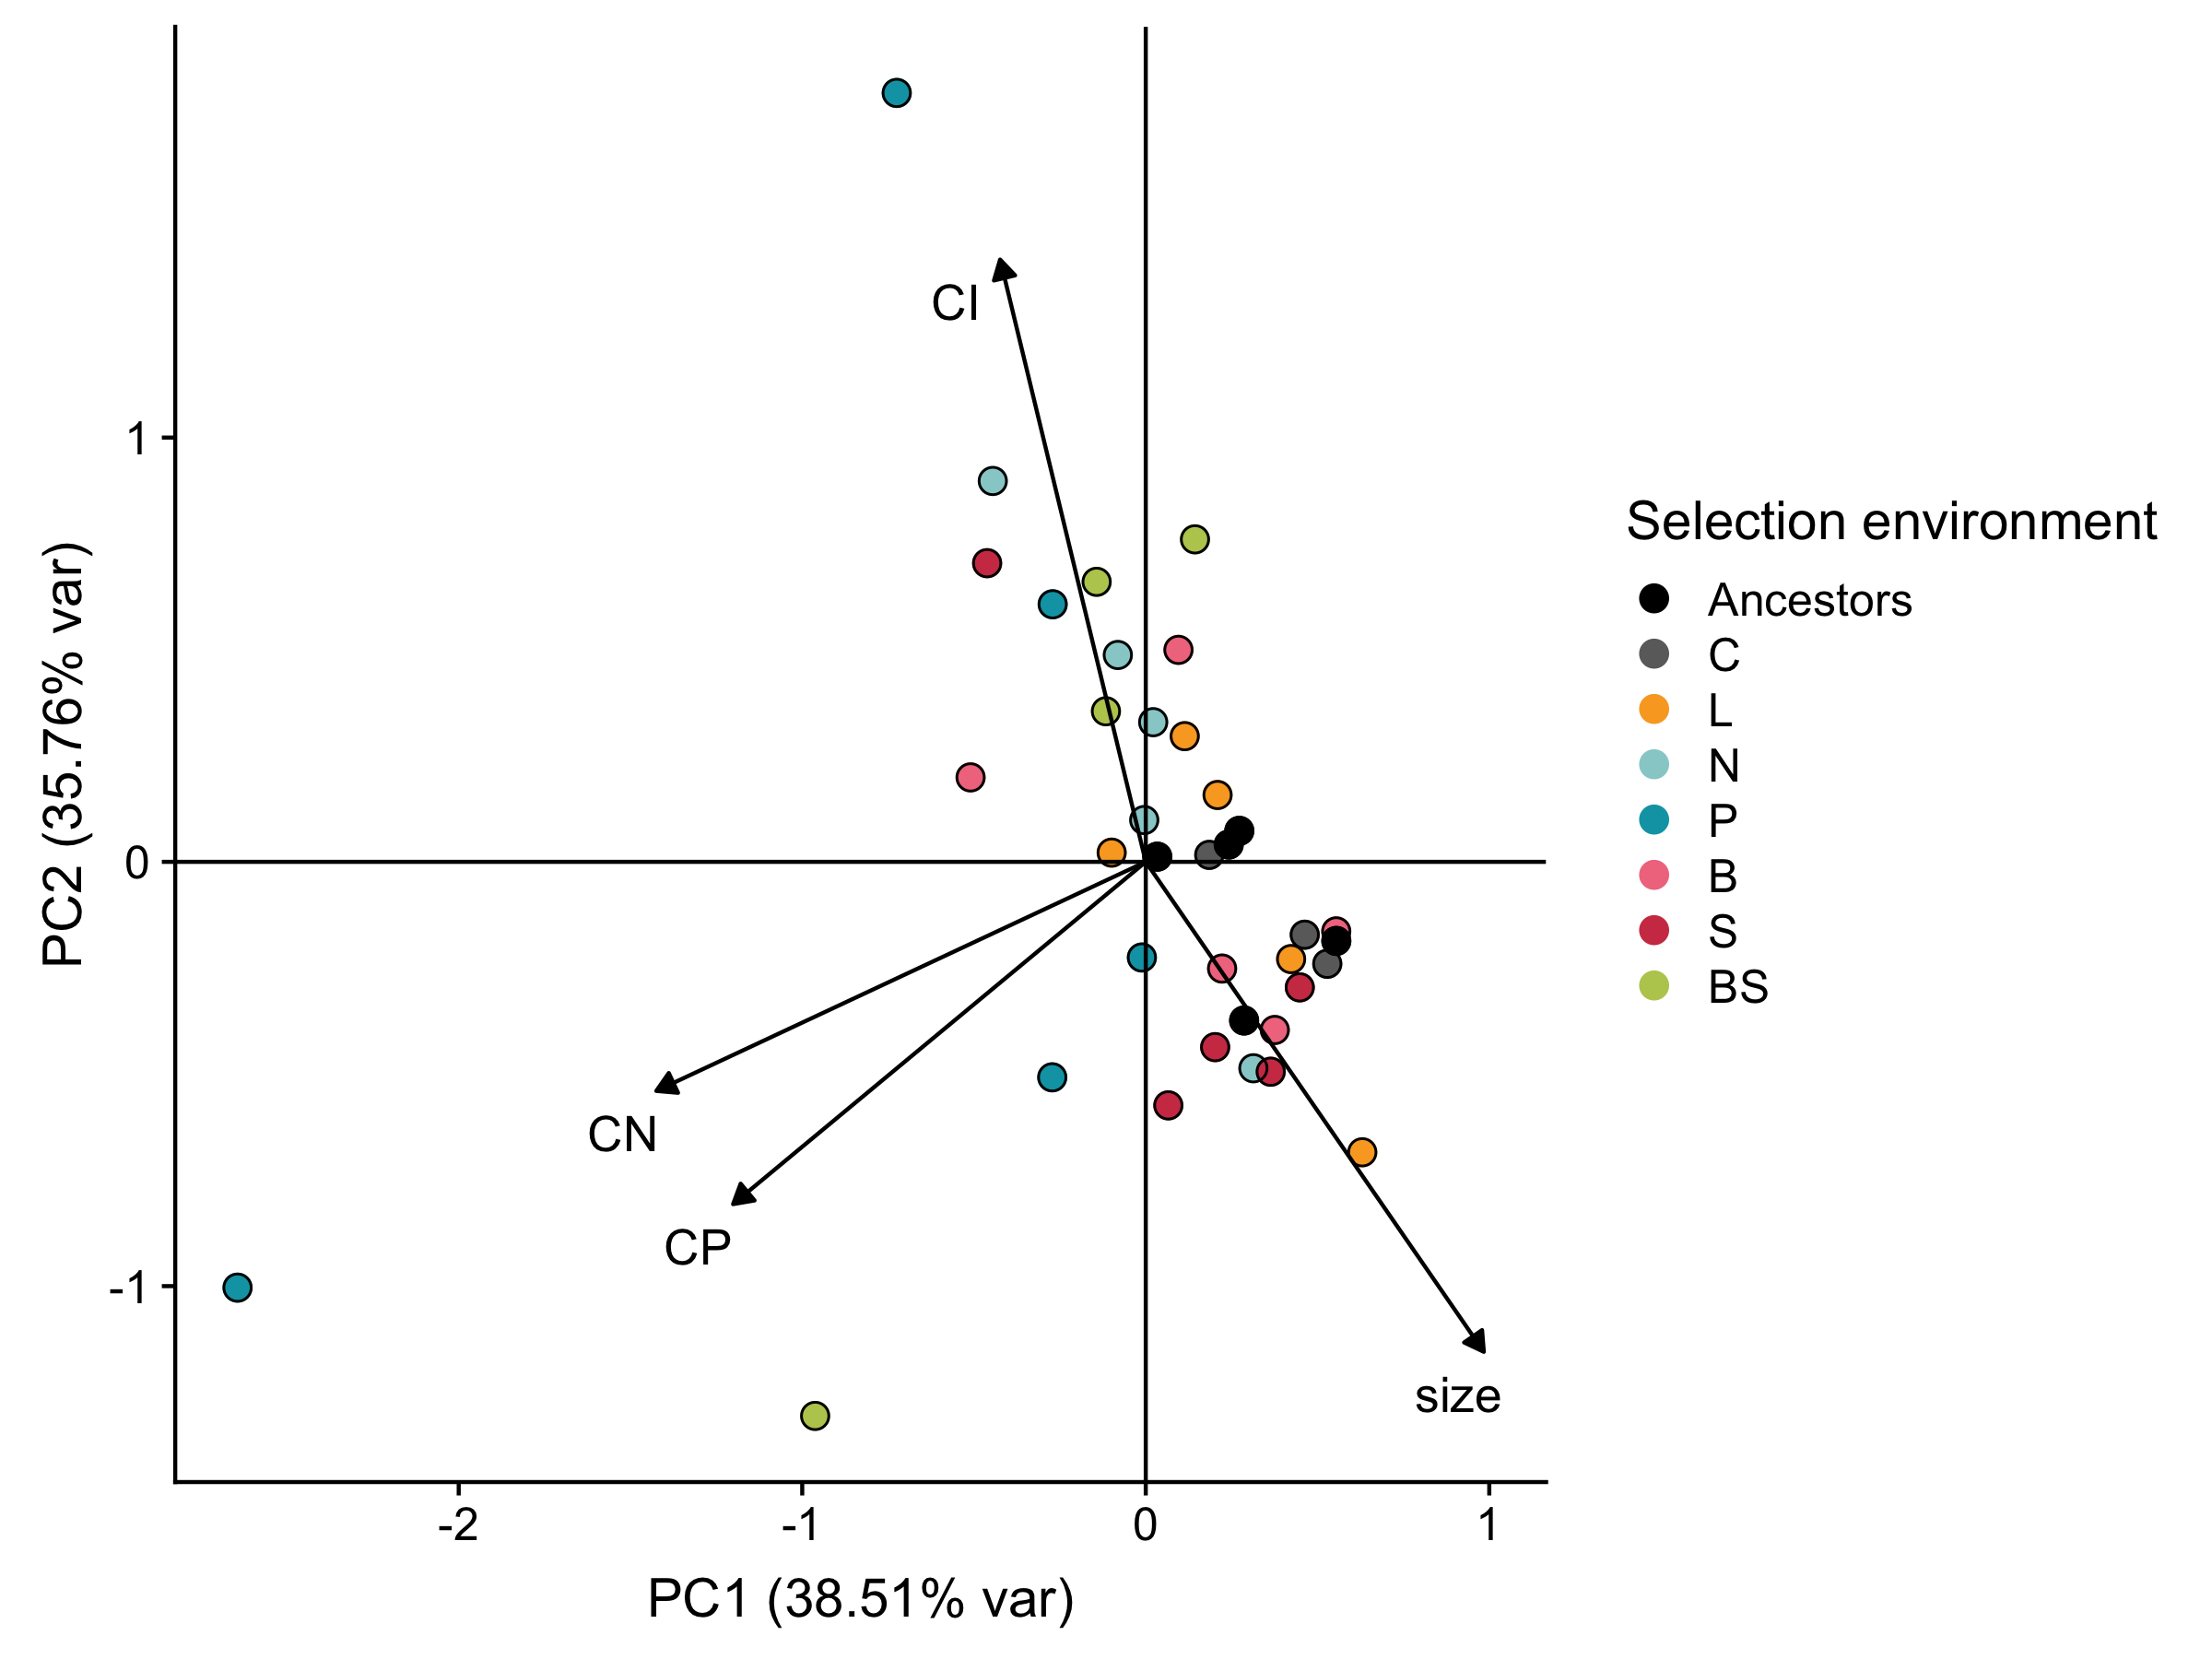 CI
CN
CP
size
1
0
-1
-2
-1
0
1
PC1 (38.51% var)
PC2 (35.76% var)
Selection environment
Ancestors
C
L
N
P
B
S
BS